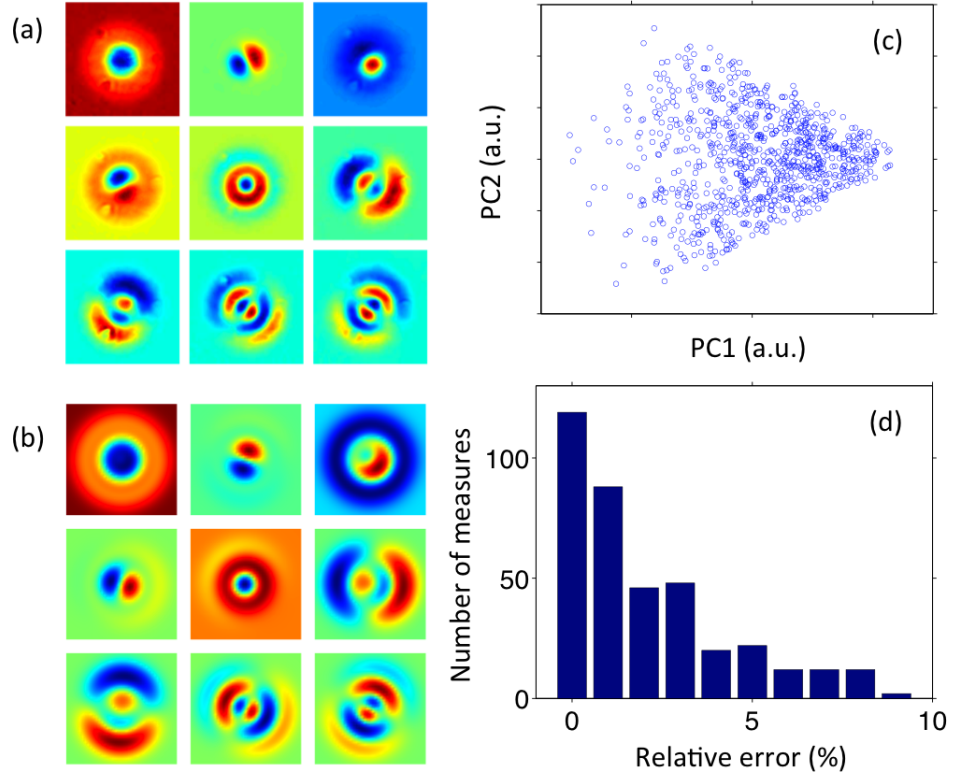 (a)
(b)
(c)
PC2 (a.u.)
PC1 (a.u.)
(d)
Number of measures
100
50
0
0 5 10
Relative error (%)